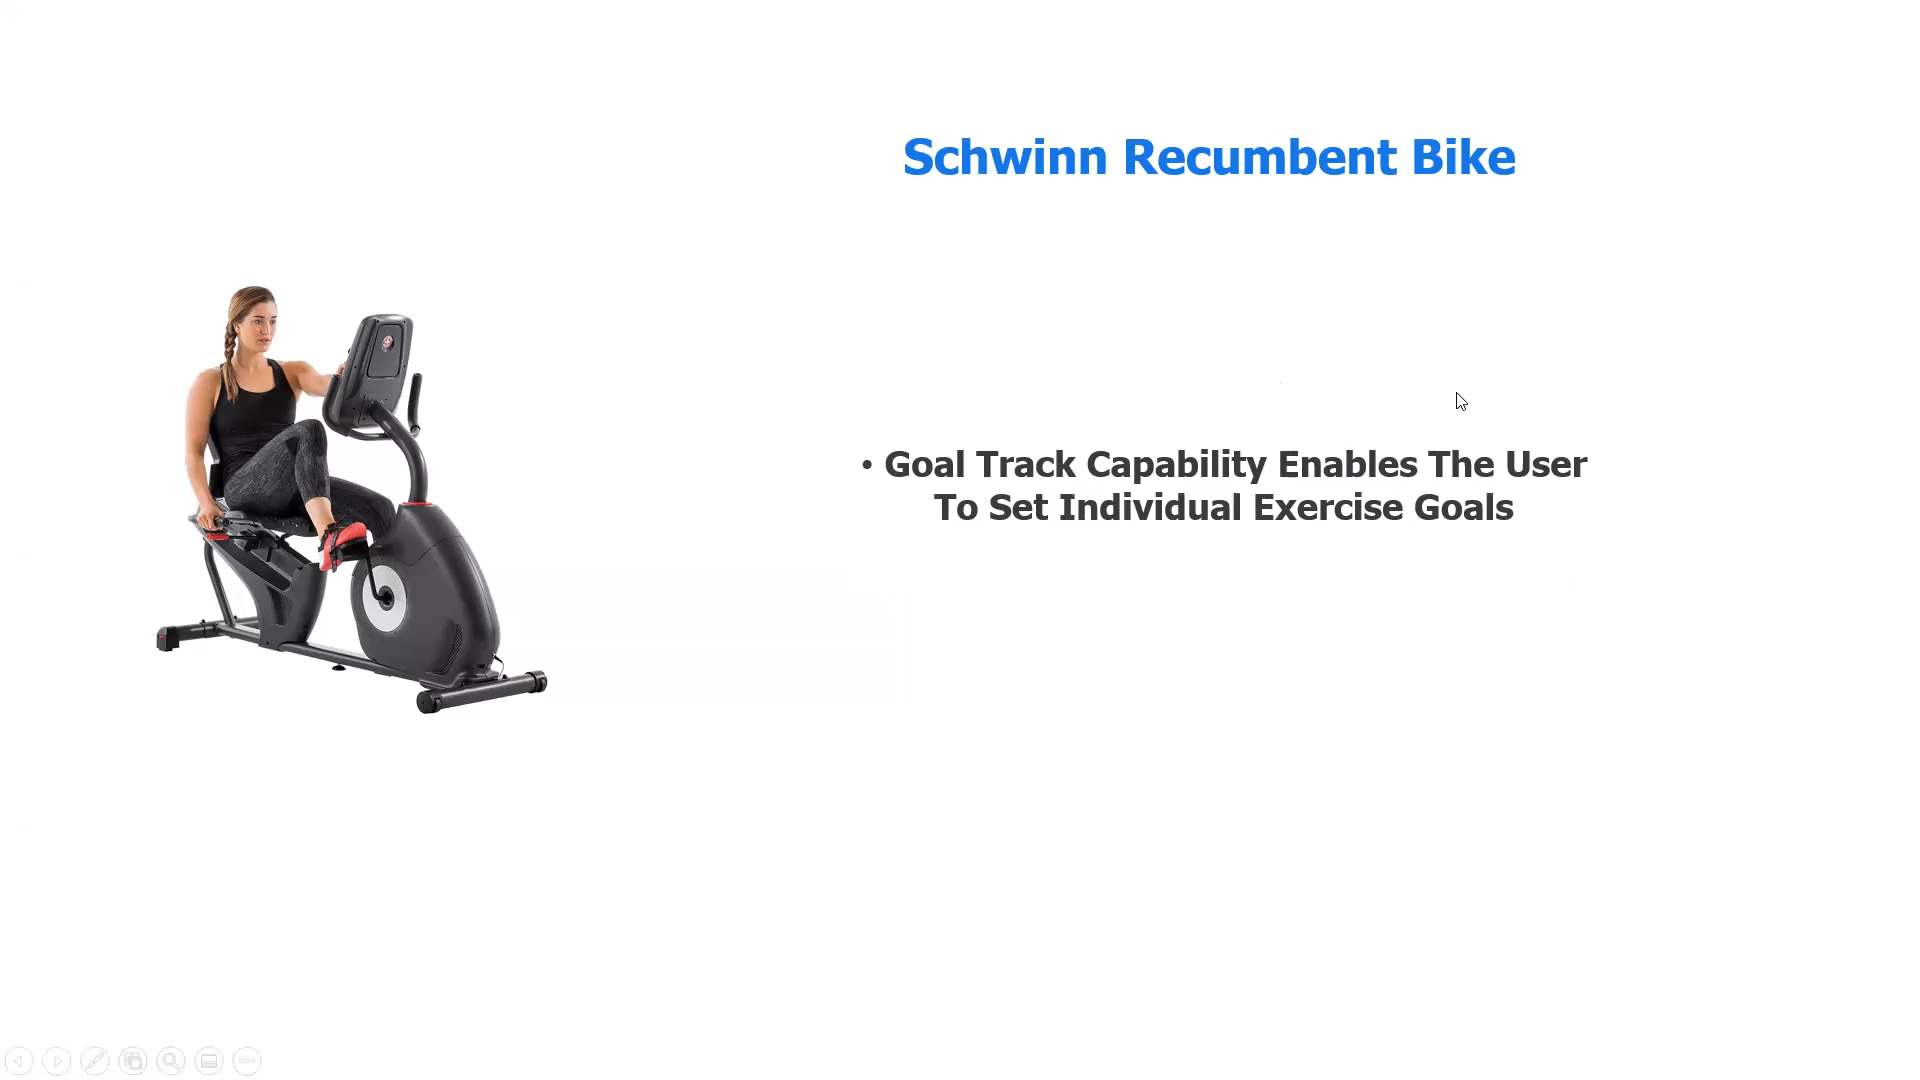 Schwinn Recumbent Bike
• Goal Track Capability Enables The User
To Set Individual Exercise Goals